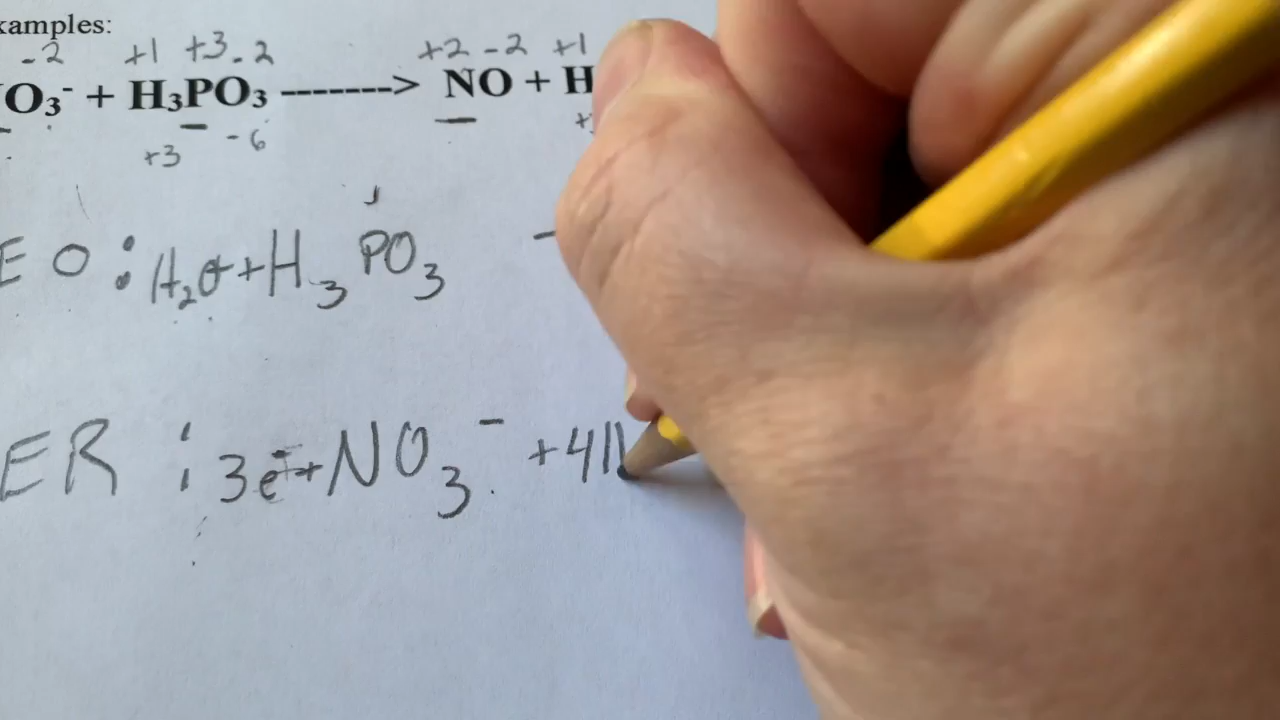 xamples:
-2 +1 +3 -2 +2 -2 +1
O₃⁻ + H₃PO₃ -------> NO + H
+3 -6
EO: H₂O + H₃PO₃
ER: 3e⁻ + NO₃⁻ + 4H